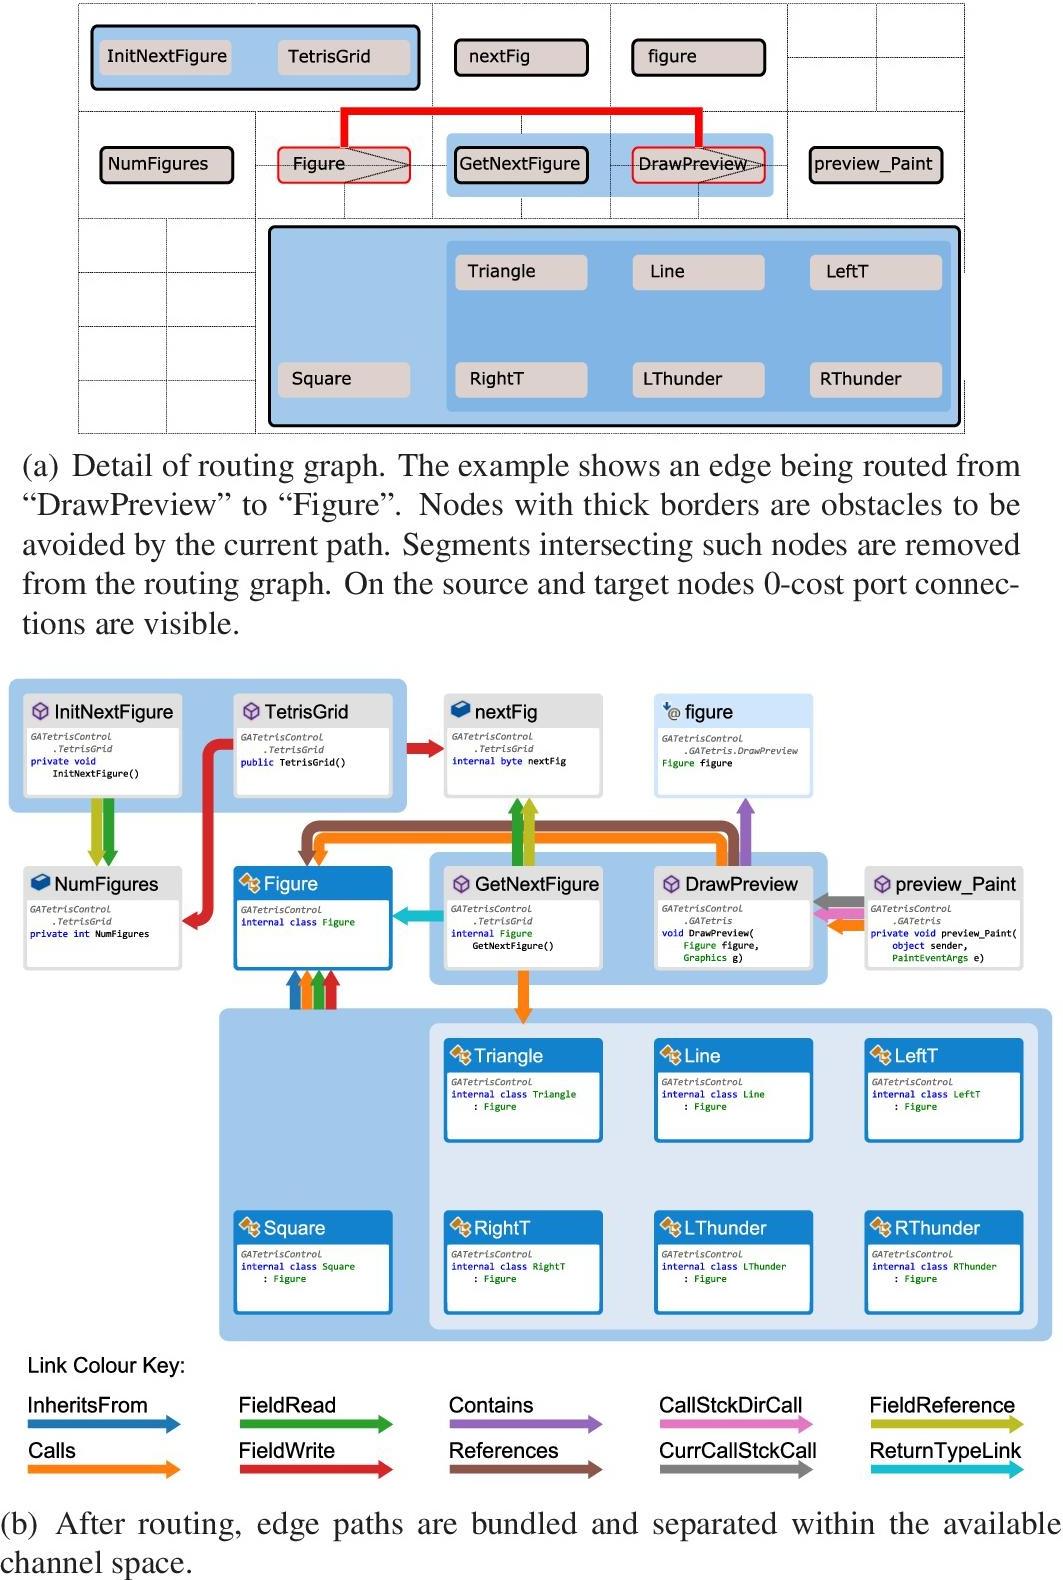 InitNextFigure TetrisGrid nextFig figure
NumFigures Figure GetNextFigure DrawPreview preview_Paint
Triangle Line LeftT
Square RightT LThunder RThunder
(a) Detail of routing graph. The example shows an edge being routed from
“DrawPreview” to “Figure”. Nodes with thick borders are obstacles to be
avoided by the current path. Segments intersecting such nodes are removed
from the routing graph. On the source and target nodes 0-cost port connec-
tions are visible.
InitNextFigure
GATetrisControl
.TetrisGrid
private void
InitNextFigure()
TetrisGrid
GATetrisControl
.TetrisGrid
public TetrisGrid()
nextFig
GATetrisControl
.TetrisGrid
internal byte nextFig
figure
GATetrisControl
.GATetris.DrawPreview
Figure figure
NumFigures
GATetrisControl
.TetrisGrid
private int NumFigures
Figure
GATetrisControl
internal class Figure
GetNextFigure
GATetrisControl
.TetrisGrid
internal Figure
GetNextFigure()
DrawPreview
GATetrisControl
.GATetris
void DrawPreview(
Figure figure,
Graphics g)
preview_Paint
GATetrisControl
.GATetris
private void preview_Paint(
object sender,
PaintEventArgs e)
Triangle
GATetrisControl
internal class Triangle
: Figure
Line
GATetrisControl
internal class Line
: Figure
LeftT
GATetrisControl
internal class LeftT
: Figure
Square
GATetrisControl
internal class Square
: Figure
RightT
GATetrisControl
internal class RightT
: Figure
LThunder
GATetrisControl
internal class LThunder
: Figure
RThunder
GATetrisControl
internal class RThunder
: Figure
Link Colour Key:
InheritsFrom FieldRead Contains CallStckDirCall FieldReference
Calls FieldWrite References CurrCallStckCall ReturnTypeLink
(b) After routing, edge paths are bundled and separated within the available
channel space.